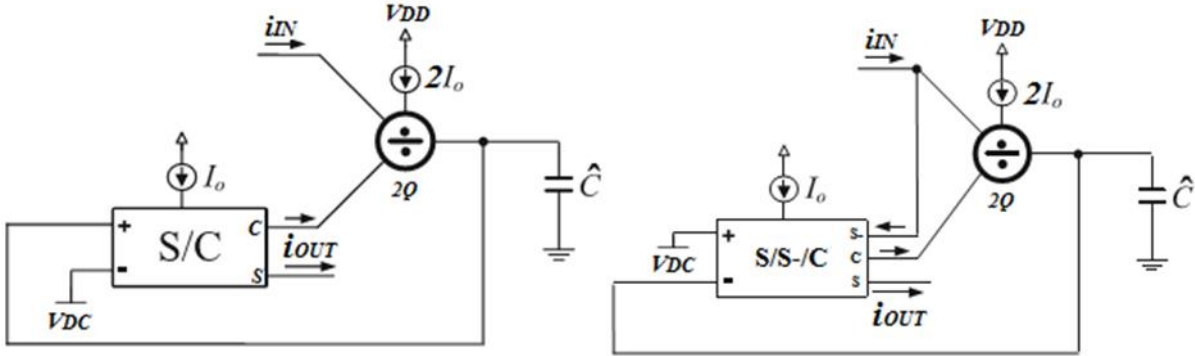 iIN
VDD
2Io
÷
2Q
Ĉ
Io
+
S/C
C
iOUT
-
S
VDC
iIN
VDD
2Io
÷
2Q
Ĉ
Io
+
S-
VDC
S/S-/C
C
-
S
iOUT